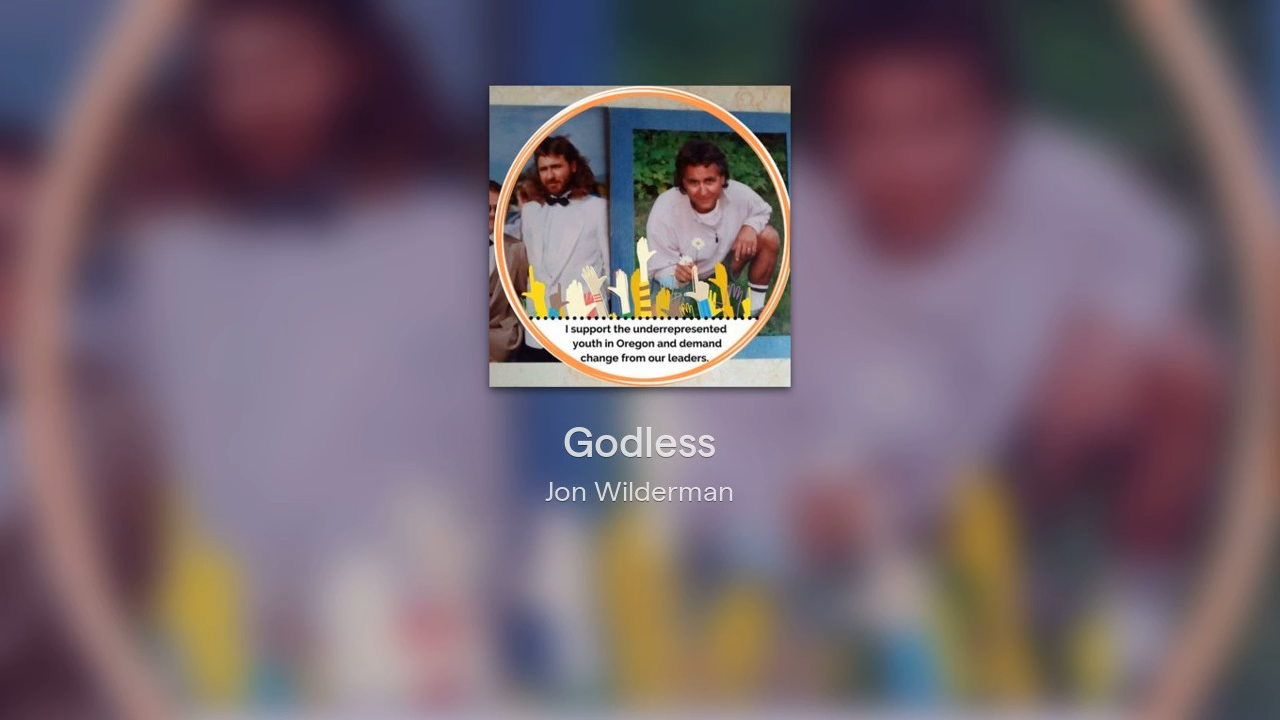 I support the underrepresented
youth in Oregon and demand
change from our leaders.
Godless
Jon Wilderman